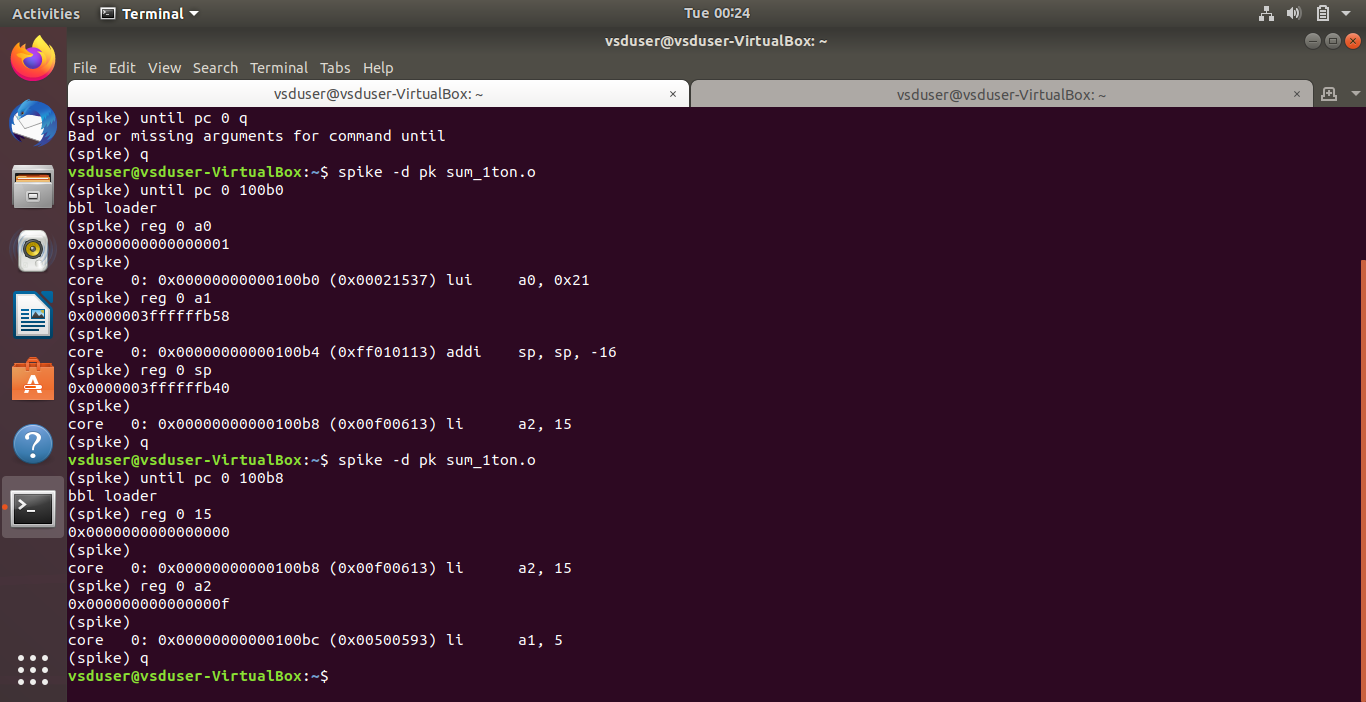 Activities Terminal Tue 00:24
vsduser@vsduser-VirtualBox: ~
File Edit View Search Terminal Tabs Help
vsduser@vsduser-VirtualBox: ~ × vsduser@vsduser-VirtualBox: ~ ×
(spike) until pc 0 q
Bad or missing arguments for command until
(spike) q
vsduser@vsduser-VirtualBox:~$ spike -d pk sum_1ton.o
(spike) until pc 0 100b0
bbl loader
(spike) reg 0 a0
0x0000000000000001
(spike)
core   0: 0x00000000000100b0 (0x00021537) lui     a0, 0x21
(spike) reg 0 a1
0x0000003ffffffb58
(spike)
core   0: 0x00000000000100b4 (0xff010113) addi    sp, sp, -16
(spike) reg 0 sp
0x0000003ffffffb40
(spike)
core   0: 0x00000000000100b8 (0x00f00613) li      a2, 15
(spike) q
vsduser@vsduser-VirtualBox:~$ spike -d pk sum_1ton.o
(spike) until pc 0 100b8
bbl loader
(spike) reg 0 15
0x0000000000000000
(spike)
core   0: 0x00000000000100b8 (0x00f00613) li      a2, 15
(spike) reg 0 a2
0x000000000000000f
(spike)
core   0: 0x00000000000100bc (0x00500593) li      a1, 5
(spike) q
vsduser@vsduser-VirtualBox:~$